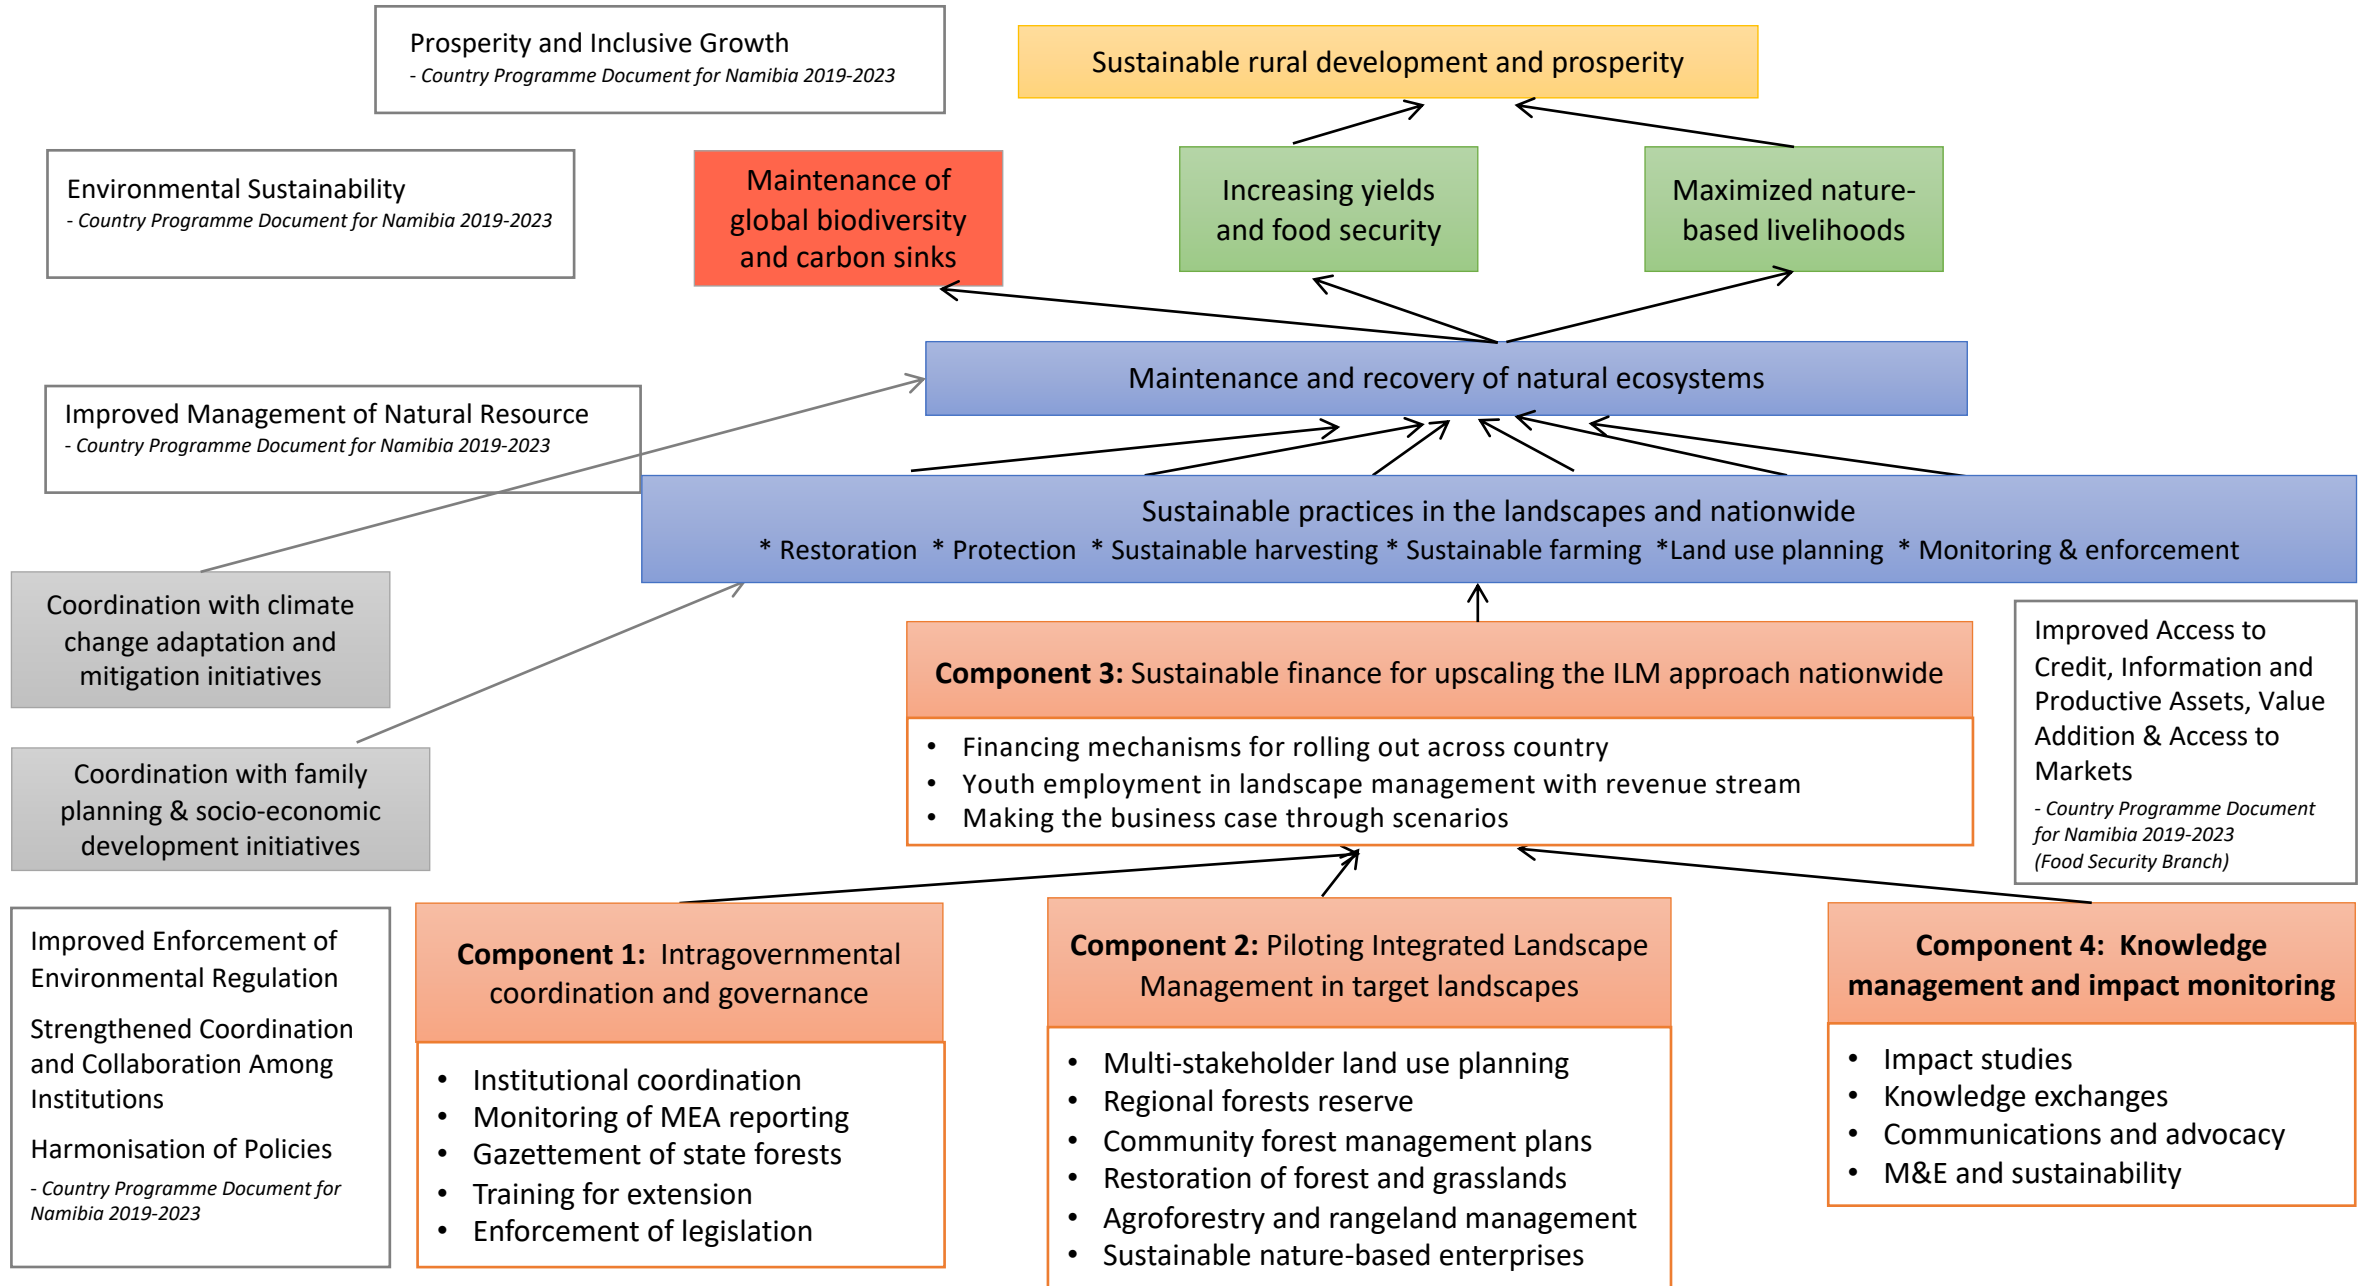 Prosperity and Inclusive Growth
- Country Programme Document for Namibia 2019-2023
Sustainable rural development and prosperity
Environmental Sustainability
- Country Programme Document for Namibia 2019-2023
Maintenance of
global biodiversity
and carbon sinks
Increasing yields
and food security
Maximized nature-
based livelihoods
Maintenance and recovery of natural ecosystems
Improved Management of Natural Resource
- Country Programme Document for Namibia 2019-2023
Sustainable practices in the landscapes and nationwide
* Restoration * Protection * Sustainable harvesting * Sustainable farming *Land use planning * Monitoring & enforcement
Coordination with climate
change adaptation and
mitigation initiatives
Coordination with family
planning & socio-economic
development initiatives
Component 3: Sustainable finance for upscaling the ILM approach nationwide
• Financing mechanisms for rolling out across country
• Youth employment in landscape management with revenue stream
• Making the business case through scenarios
Improved Access to
Credit, Information and
Productive Assets, Value
Addition & Access to
Markets
- Country Programme Document
for Namibia 2019-2023
(Food Security Branch)
Improved Enforcement of
Environmental Regulation
Strengthened Coordination
and Collaboration Among
Institutions
Harmonisation of Policies
- Country Programme Document for
Namibia 2019-2023
Component 1: Intragovernmental
coordination and governance
• Institutional coordination
• Monitoring of MEA reporting
• Gazettement of state forests
• Training for extension
• Enforcement of legislation
Component 2: Piloting Integrated Landscape
Management in target landscapes
• Multi-stakeholder land use planning
• Regional forests reserve
• Community forest management plans
• Restoration of forest and grasslands
• Agroforestry and rangeland management
• Sustainable nature-based enterprises
Component 4: Knowledge
management and impact monitoring
• Impact studies
• Knowledge exchanges
• Communications and advocacy
• M&E and sustainability